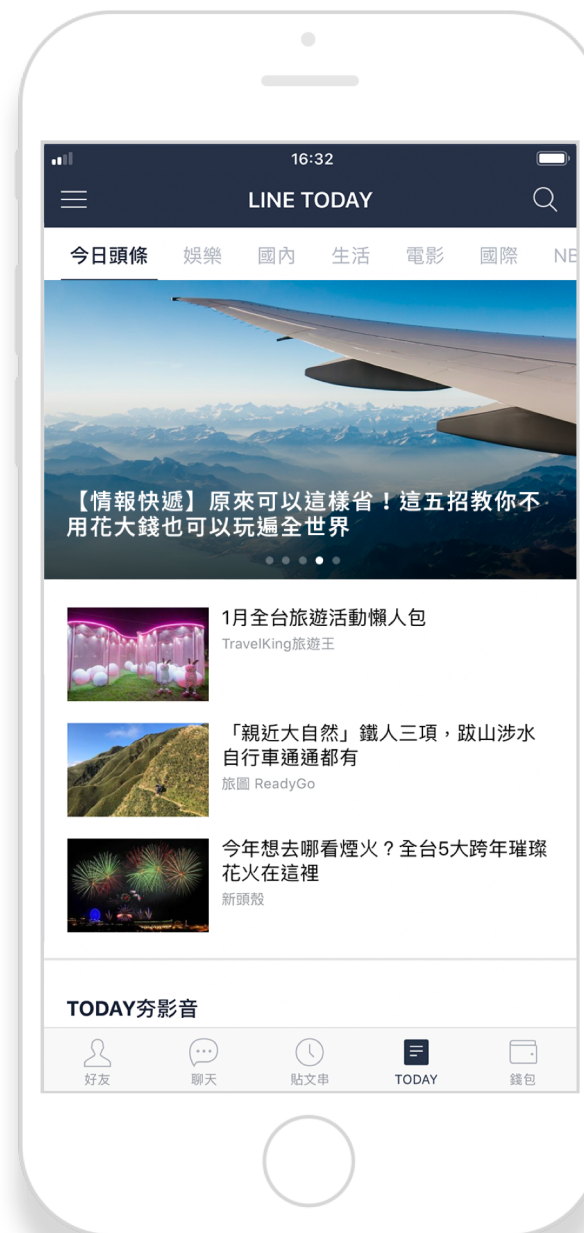 16:32
LINE TODAY
今日頭條 娛樂 國內 生活 電影 國際
【情報快遞】原來可以這樣省！這五招教你不
用花大錢也可以玩遍全世界
1月全台旅遊活動懶人包
TravelKing旅遊王
「親近大自然」鐵人三項，跋山涉水
自行車通通都有
旅圖 ReadyGo
今年想去哪看煙火？全台5大跨年璀璨
花火在這裡
新頭殼
TODAY夯影音
好友 聊天 貼文串 TODAY 錢包